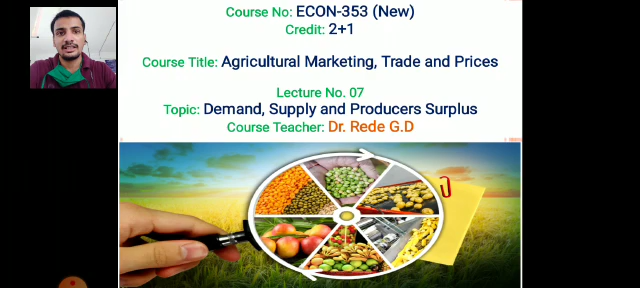 Course No: ECON-353 (New)
Credit: 2+1
Course Title: Agricultural Marketing, Trade and Prices
Lecture No. 07
Topic: Demand, Supply and Producers Surplus
Course Teacher: Dr. Rede G.D